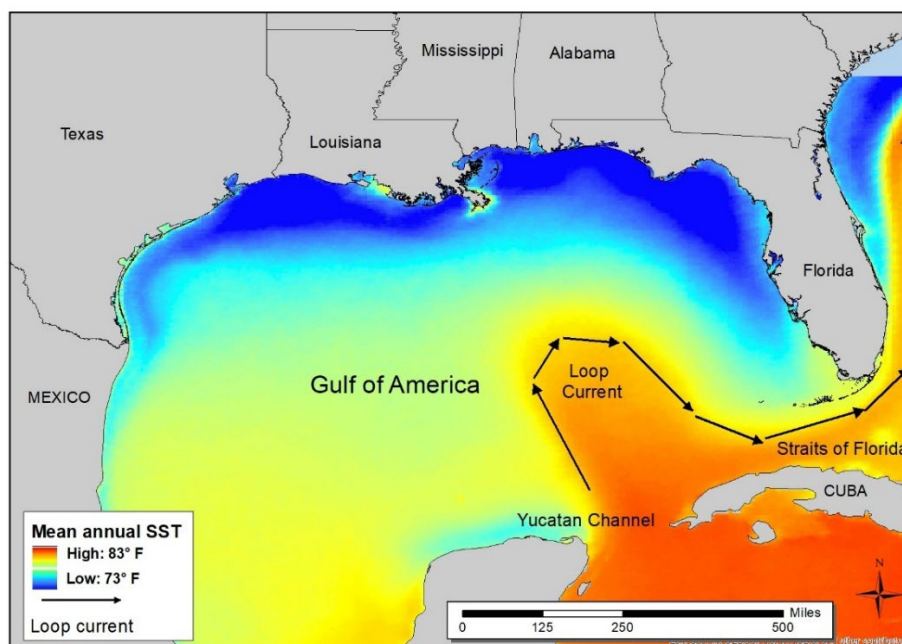 Mississippi
Alabama
Texas
Louisiana
Florida
Gulf of America
MEXICO
Loop
Current
Straits of Florida
CUBA
Yucatan Channel
Mean annual SST
High: 83° F
Low: 73° F
Loop current
N
Miles
0 125 250 500